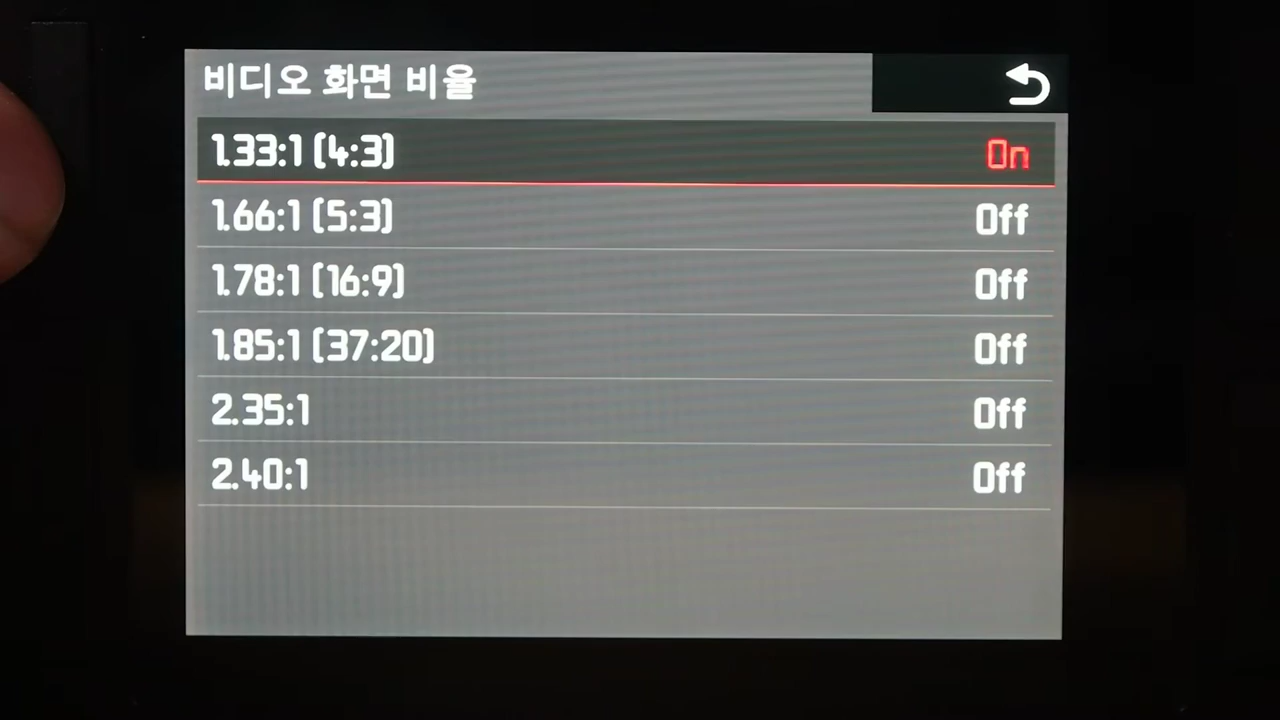 비디오 화면 비율
1.33:1 (4:3) On
1.66:1 (5:3) Off
1.78:1 (16:9) Off
1.85:1 (37:20) Off
2.35:1 Off
2.40:1 Off